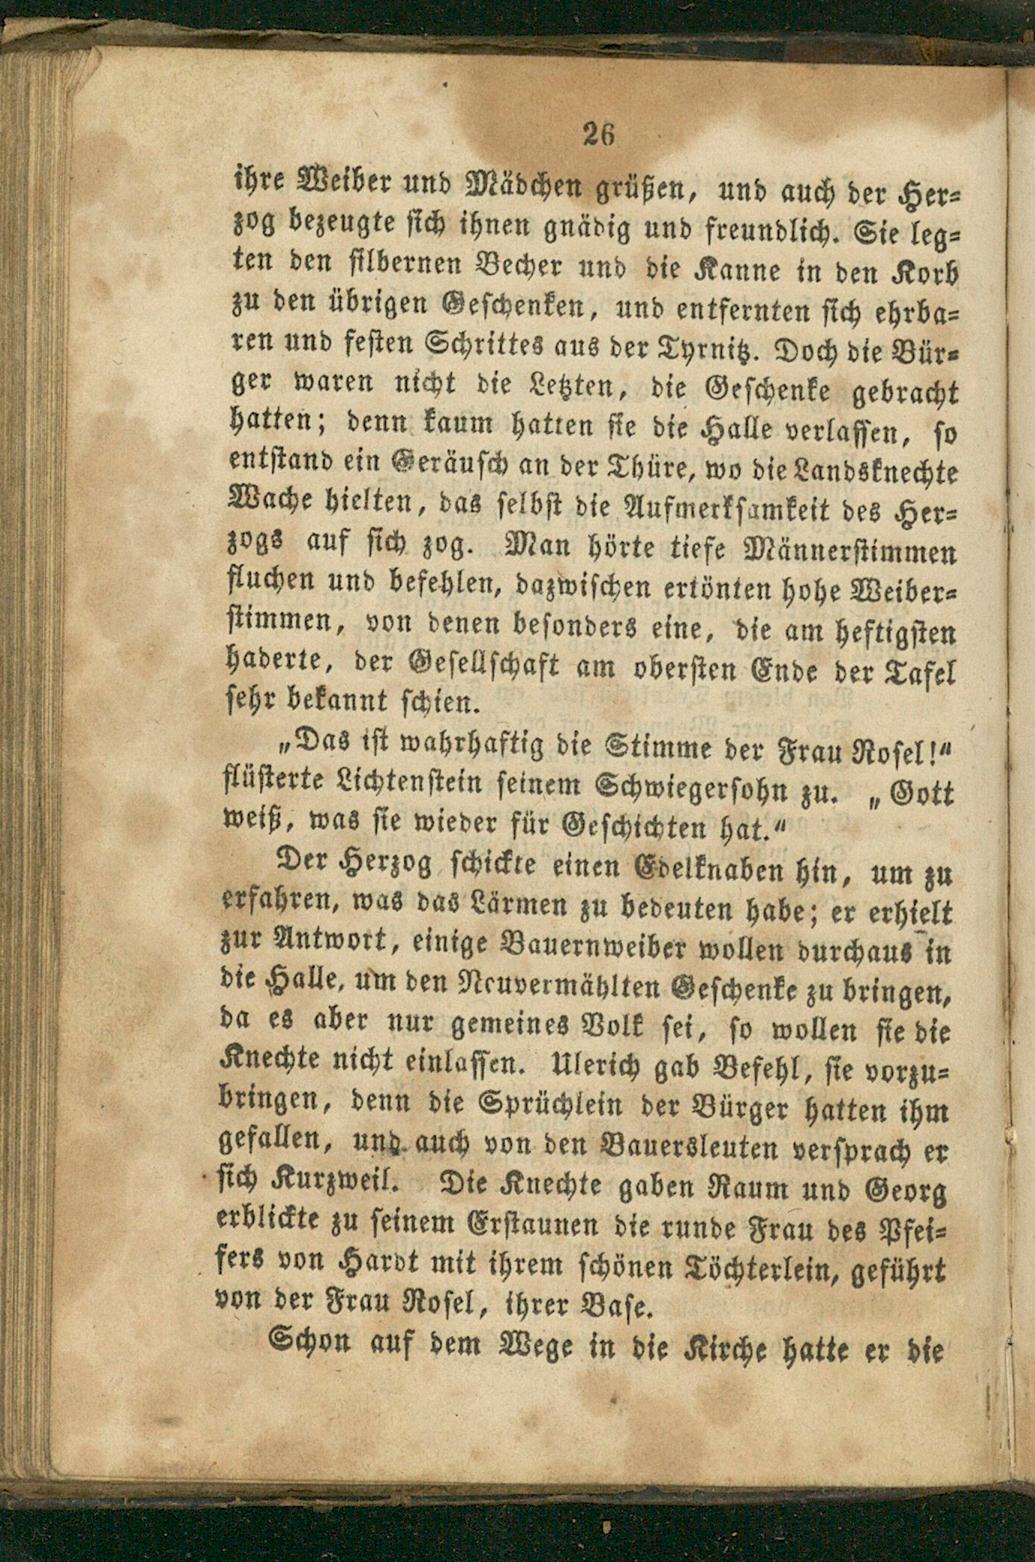 26
ihre Weiber und Mädchen grüßen, und auch der Her-
zog bezeugte sich ihnen gnädig und freundlich. Sie leg-
ten den silbernen Becher und die Kanne in den Korb
zu den übrigen Geschenken, und entfernten sich ehrba-
ren und festen Schrittes aus der Tyrnitz. Doch die Bür-
ger waren nicht die Letzten, die Geschenke gebracht
hatten; denn kaum hatten sie die Halle verlassen, so
entstand ein Geräusch an der Thüre, wo die Landsknechte
Wache hielten, das selbst die Aufmerksamkeit des Her-
zogs auf sich zog. Man hörte tiefe Männerstimmen
fluchen und befehlen, dazwischen ertönten hohe Weiber-
stimmen, von denen besonders eine, die am heftigsten
haderte, der Gesellschaft am obersten Ende der Tafel
sehr bekannt schien.
„Das ist wahrhaftig die Stimme der Frau Rosel!“
flüsterte Lichtenstein seinem Schwiegersohn zu. „Gott
weiß, was sie wieder für Geschichten hat.“
Der Herzog schickte einen Edelknaben hin, um zu
erfahren, was das Lärmen zu bedeuten habe; er erhielt
zur Antwort, einige Bauernweiber wollen durchaus in
die Halle, um den Neuvermählten Geschenke zu bringen,
da es aber nur gemeines Volk sei, so wollen sie die
Knechte nicht einlassen. Ulerich gab Befehl, sie vorzu-
bringen, denn die Sprüchlein der Bürger hatten ihm
gefallen, und auch von den Bauersleuten versprach er
sich Kurzweil. Die Knechte gaben Raum und Georg
erblickte zu seinem Erstaunen die runde Frau des Pfei-
fers von Hardt mit ihrem schönen Töchterlein, geführt
von der Frau Rosel, ihrer Base.
Schon auf dem Wege in die Kirche hatte er die